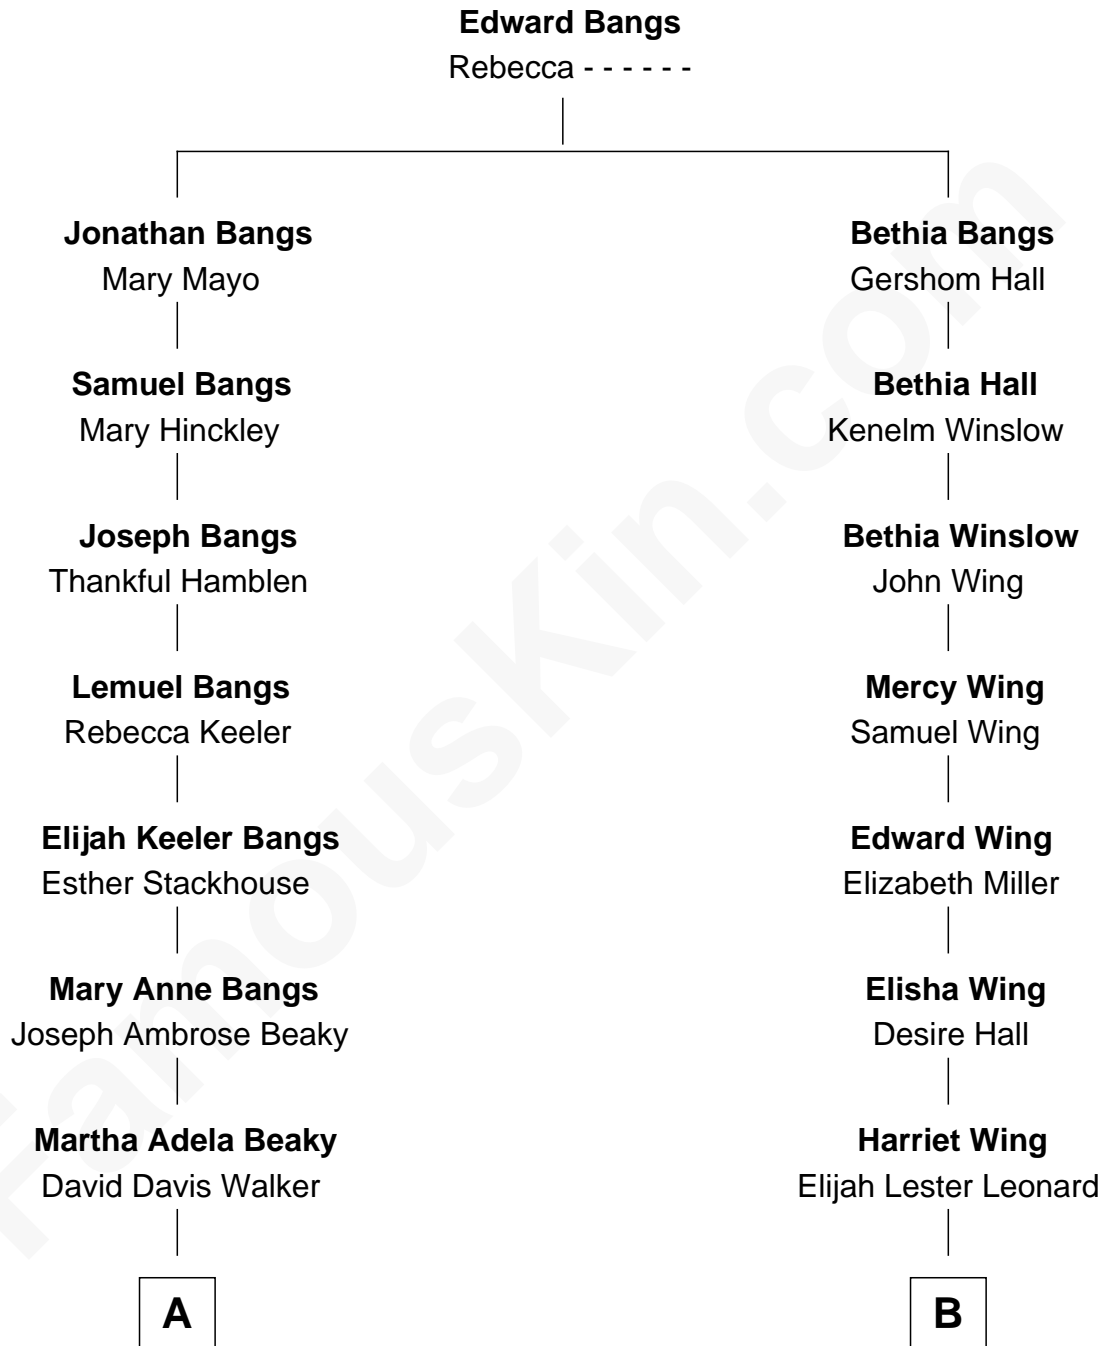 Edward Bangs
Rebecca - - - - - -
Jonathan Bangs
Mary Mayo
Bethia Bangs
Gershom Hall
Samuel Bangs
Mary Hinckley
Bethia Hall
Kenelm Winslow
Joseph Bangs
Thankful Hamblen
Bethia Winslow
John Wing
Lemuel Bangs
Rebecca Keeler
Mercy Wing
Samuel Wing
Elijah Keeler Bangs
Esther Stackhouse
Edward Wing
Elizabeth Miller
Mary Anne Bangs
Joseph Ambrose Beaky
Elisha Wing
Desire Hall
Martha Adela Beaky
David Davis Walker
Harriet Wing
Elijah Lester Leonard
A
B
FamousKin.com